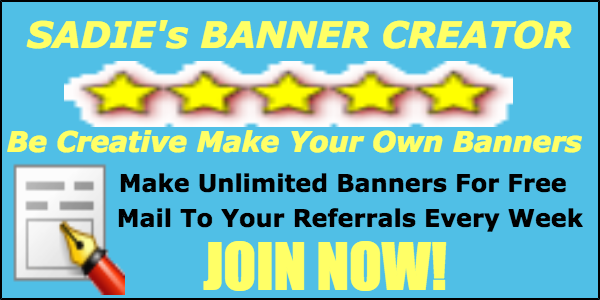 SADIE's BANNER CREATOR
Be Creative Make Your Own Banners
Make Unlimited Banners For Free
Mail To Your Referrals Every Week
JOIN NOW!